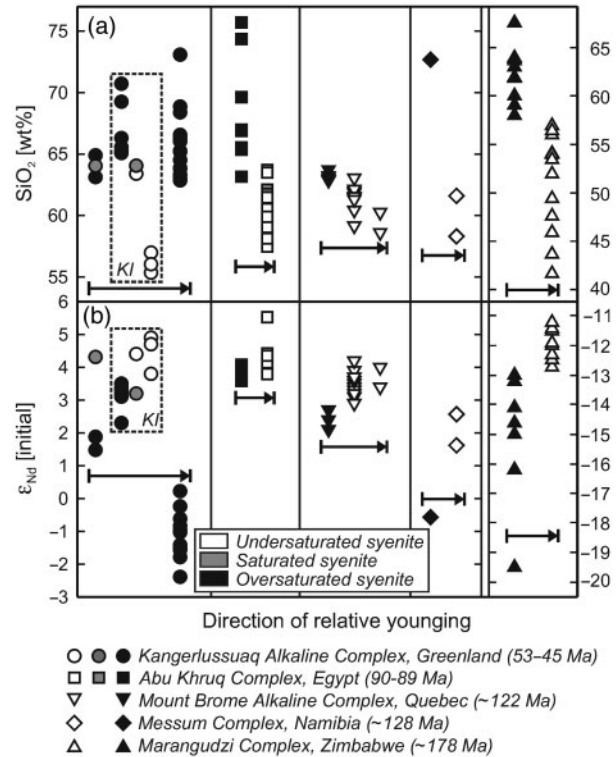 (a)
SiO2 [wt%]
75
70
65
60
55
65
60
55
50
45
40
KI
(b)
εNd [initial]
6
5
4
3
2
1
0
-1
-2
-3
-11
-12
-13
-14
-15
-16
-17
-18
-19
-20
KI
Undersaturated syenite
Saturated syenite
Oversaturated syenite
Direction of relative younging
Kangerlussuaq Alkaline Complex, Greenland (53–45 Ma)
Abu Khruq Complex, Egypt (90-89 Ma)
Mount Brome Alkaline Complex, Quebec (~122 Ma)
Messum Complex, Namibia (~128 Ma)
Marangudzi Complex, Zimbabwe (~178 Ma)